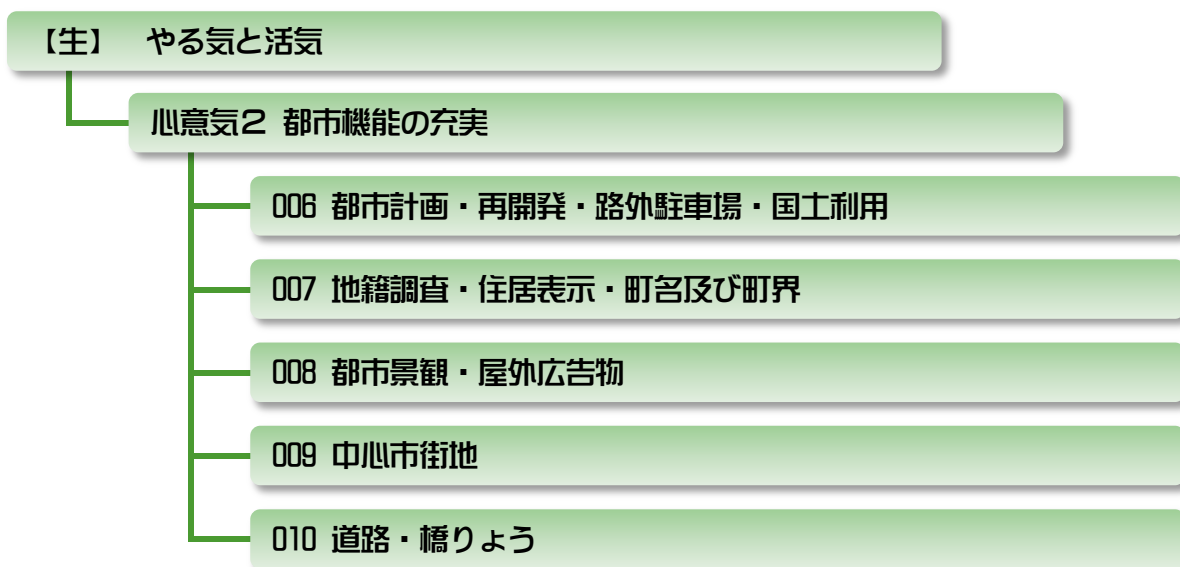 【生】　やる気と活気
心意気２ 都市機能の充実
006 都市計画・再開発・路外駐車場・国土利用
007 地籍調査・住居表示・町名及び町界
008 都市景観・屋外広告物
009 中心市街地
010 道路・橋りょう